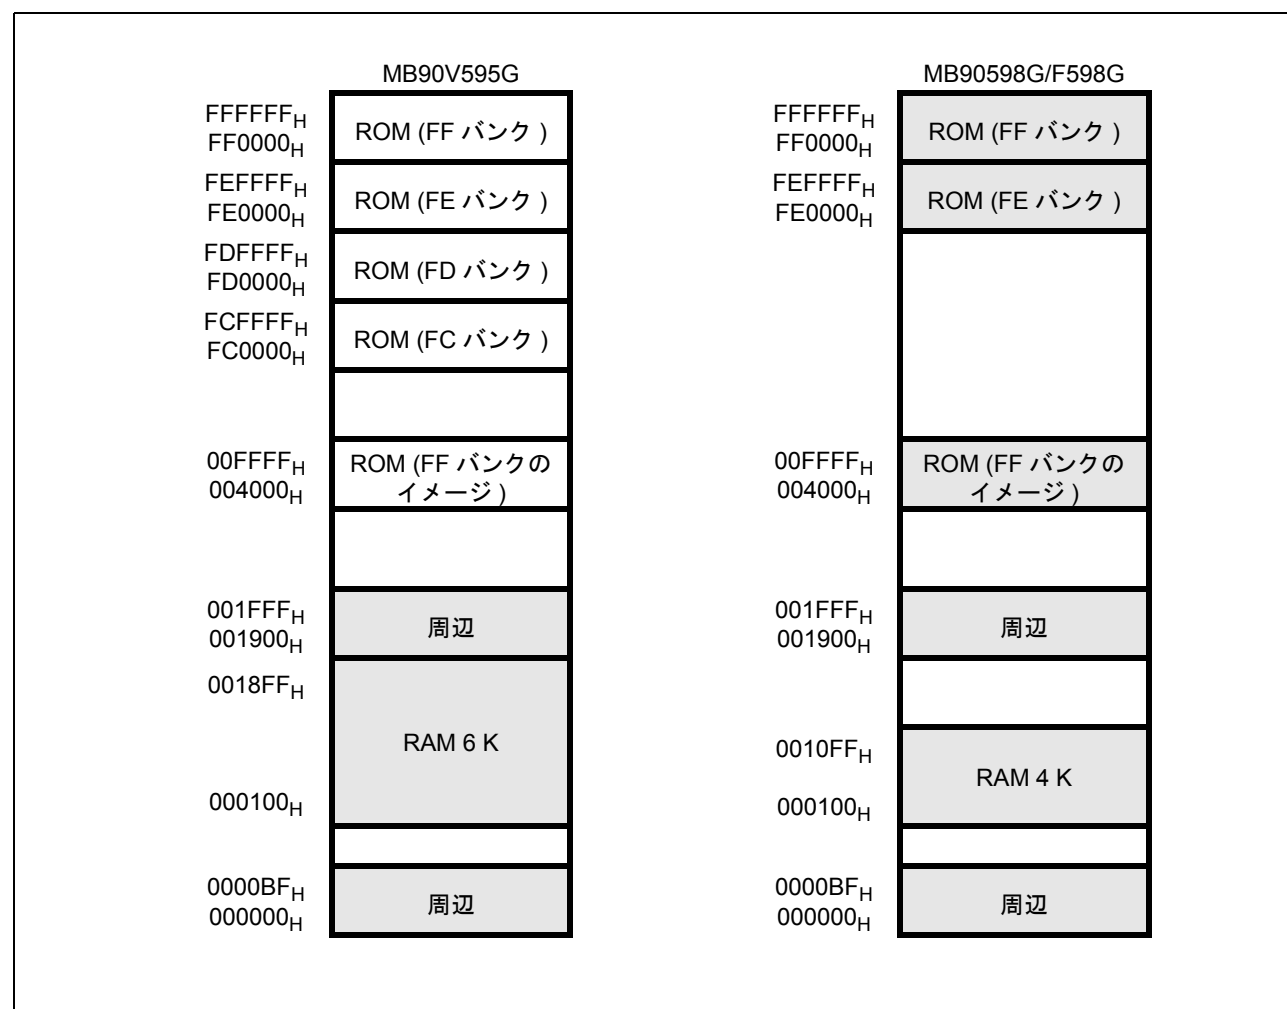 MB90V595G
FFFFFFH
FF0000H
ROM (FF バンク )
FEFFFFH
FE0000H
ROM (FE バンク )
FDFFFFH
FD0000H
ROM (FD バンク )
FCFFFFH
FC0000H
ROM (FC バンク )
00FFFFH
004000H
ROM (FF バンクの
イメージ )
001FFFH
001900H
周辺
0018FFH
RAM 6 K
000100H
0000BFH
000000H
周辺
MB90598G/F598G
FFFFFFH
FF0000H
ROM (FF バンク )
FEFFFFH
FE0000H
ROM (FE バンク )
00FFFFH
004000H
ROM (FF バンクの
イメージ )
001FFFH
001900H
周辺
0010FFH
RAM 4 K
000100H
0000BFH
000000H
周辺